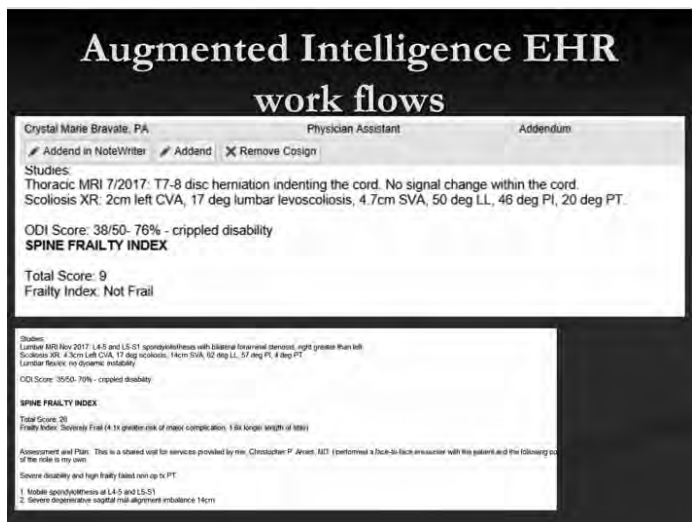 Augmented Intelligence EHR
work flows
Crystal Marie Bravate, PA Physician Assistant Addendum
Addend in NoteWriter Addend Remove Cosign
Studies:
Thoracic MRI 7/2017: T7-8 disc herniation indenting the cord. No signal change within the cord.
Scoliosis XR: 2cm left CVA, 17 deg lumbar levoscoliosis, 4.7cm SVA, 50 deg LL, 46 deg PI, 20 deg PT.
ODI Score: 38/50- 76% - crippled disability
SPINE FRAILTY INDEX
Total Score: 9
Frailty Index: Not Frail
Studies:
Lumbar MRI Nov 2017: L4-5 and L5-S1 spondylolisthesis with bilateral foraminal stenosis, right greater than left.
Scoliosis XR: 4.3cm Left CVA, 17 deg scoliosis, 14cm SVA, 62 deg LL, 57 deg PI, 4 deg PT
Lumbar flex/ex: no dynamic instability
ODI Score: 35/50- 70% - crippled disability
SPINE FRAILTY INDEX
Total Score: 26
Frailty Index: Severely Frail (4.1x greater risk of major complication, 1.6x longer length of stay)
Assessment and Plan: This is a shared visit for services provided by me, Christopher P. Ames, MD. I performed a face-to-face encounter with the patient and the following po
of the note is my own.
Severe disability and high frailty failed non op tx PT.
1. Mobile spondylolithesis at L4-5 and L5-S1
2. Severe degenerative sagittal imbalance 14cm